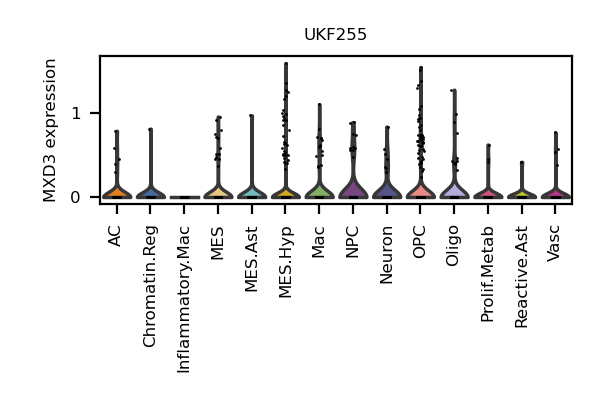 UKF255
MXD3 expression
1
0
AC
Chromatin.Reg
Inflammatory.Mac
MES
MES.Ast
MES.Hyp
Mac
NPC
Neuron
OPC
Oligo
Prolif.Metab
Reactive.Ast
Vasc